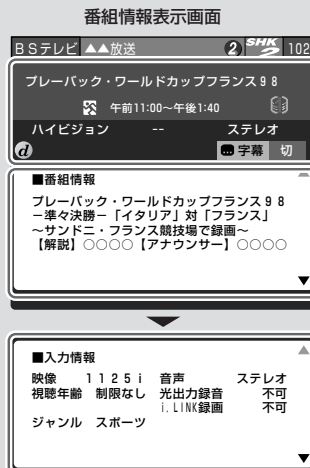 番組情報表示画面
BSテレビ ▲▲放送 2 SHK 2 102
プレーバック・ワールドカップフランス98
午前11:00～午後1:40
ハイビジョン -- ステレオ
d 字幕 切
■番組情報
プレーバック・ワールドカップフランス98
－準々決勝－「イタリア」対「フランス」
～サンドニ・フランス競技場で録画～
【解説】○○○○【アナウンサー】○○○○
■入力情報
映像 1125i 音声 ステレオ
視聴年齢 制限なし 光出力録音 不可
i.LINK録画 不可
ジャンル スポーツ